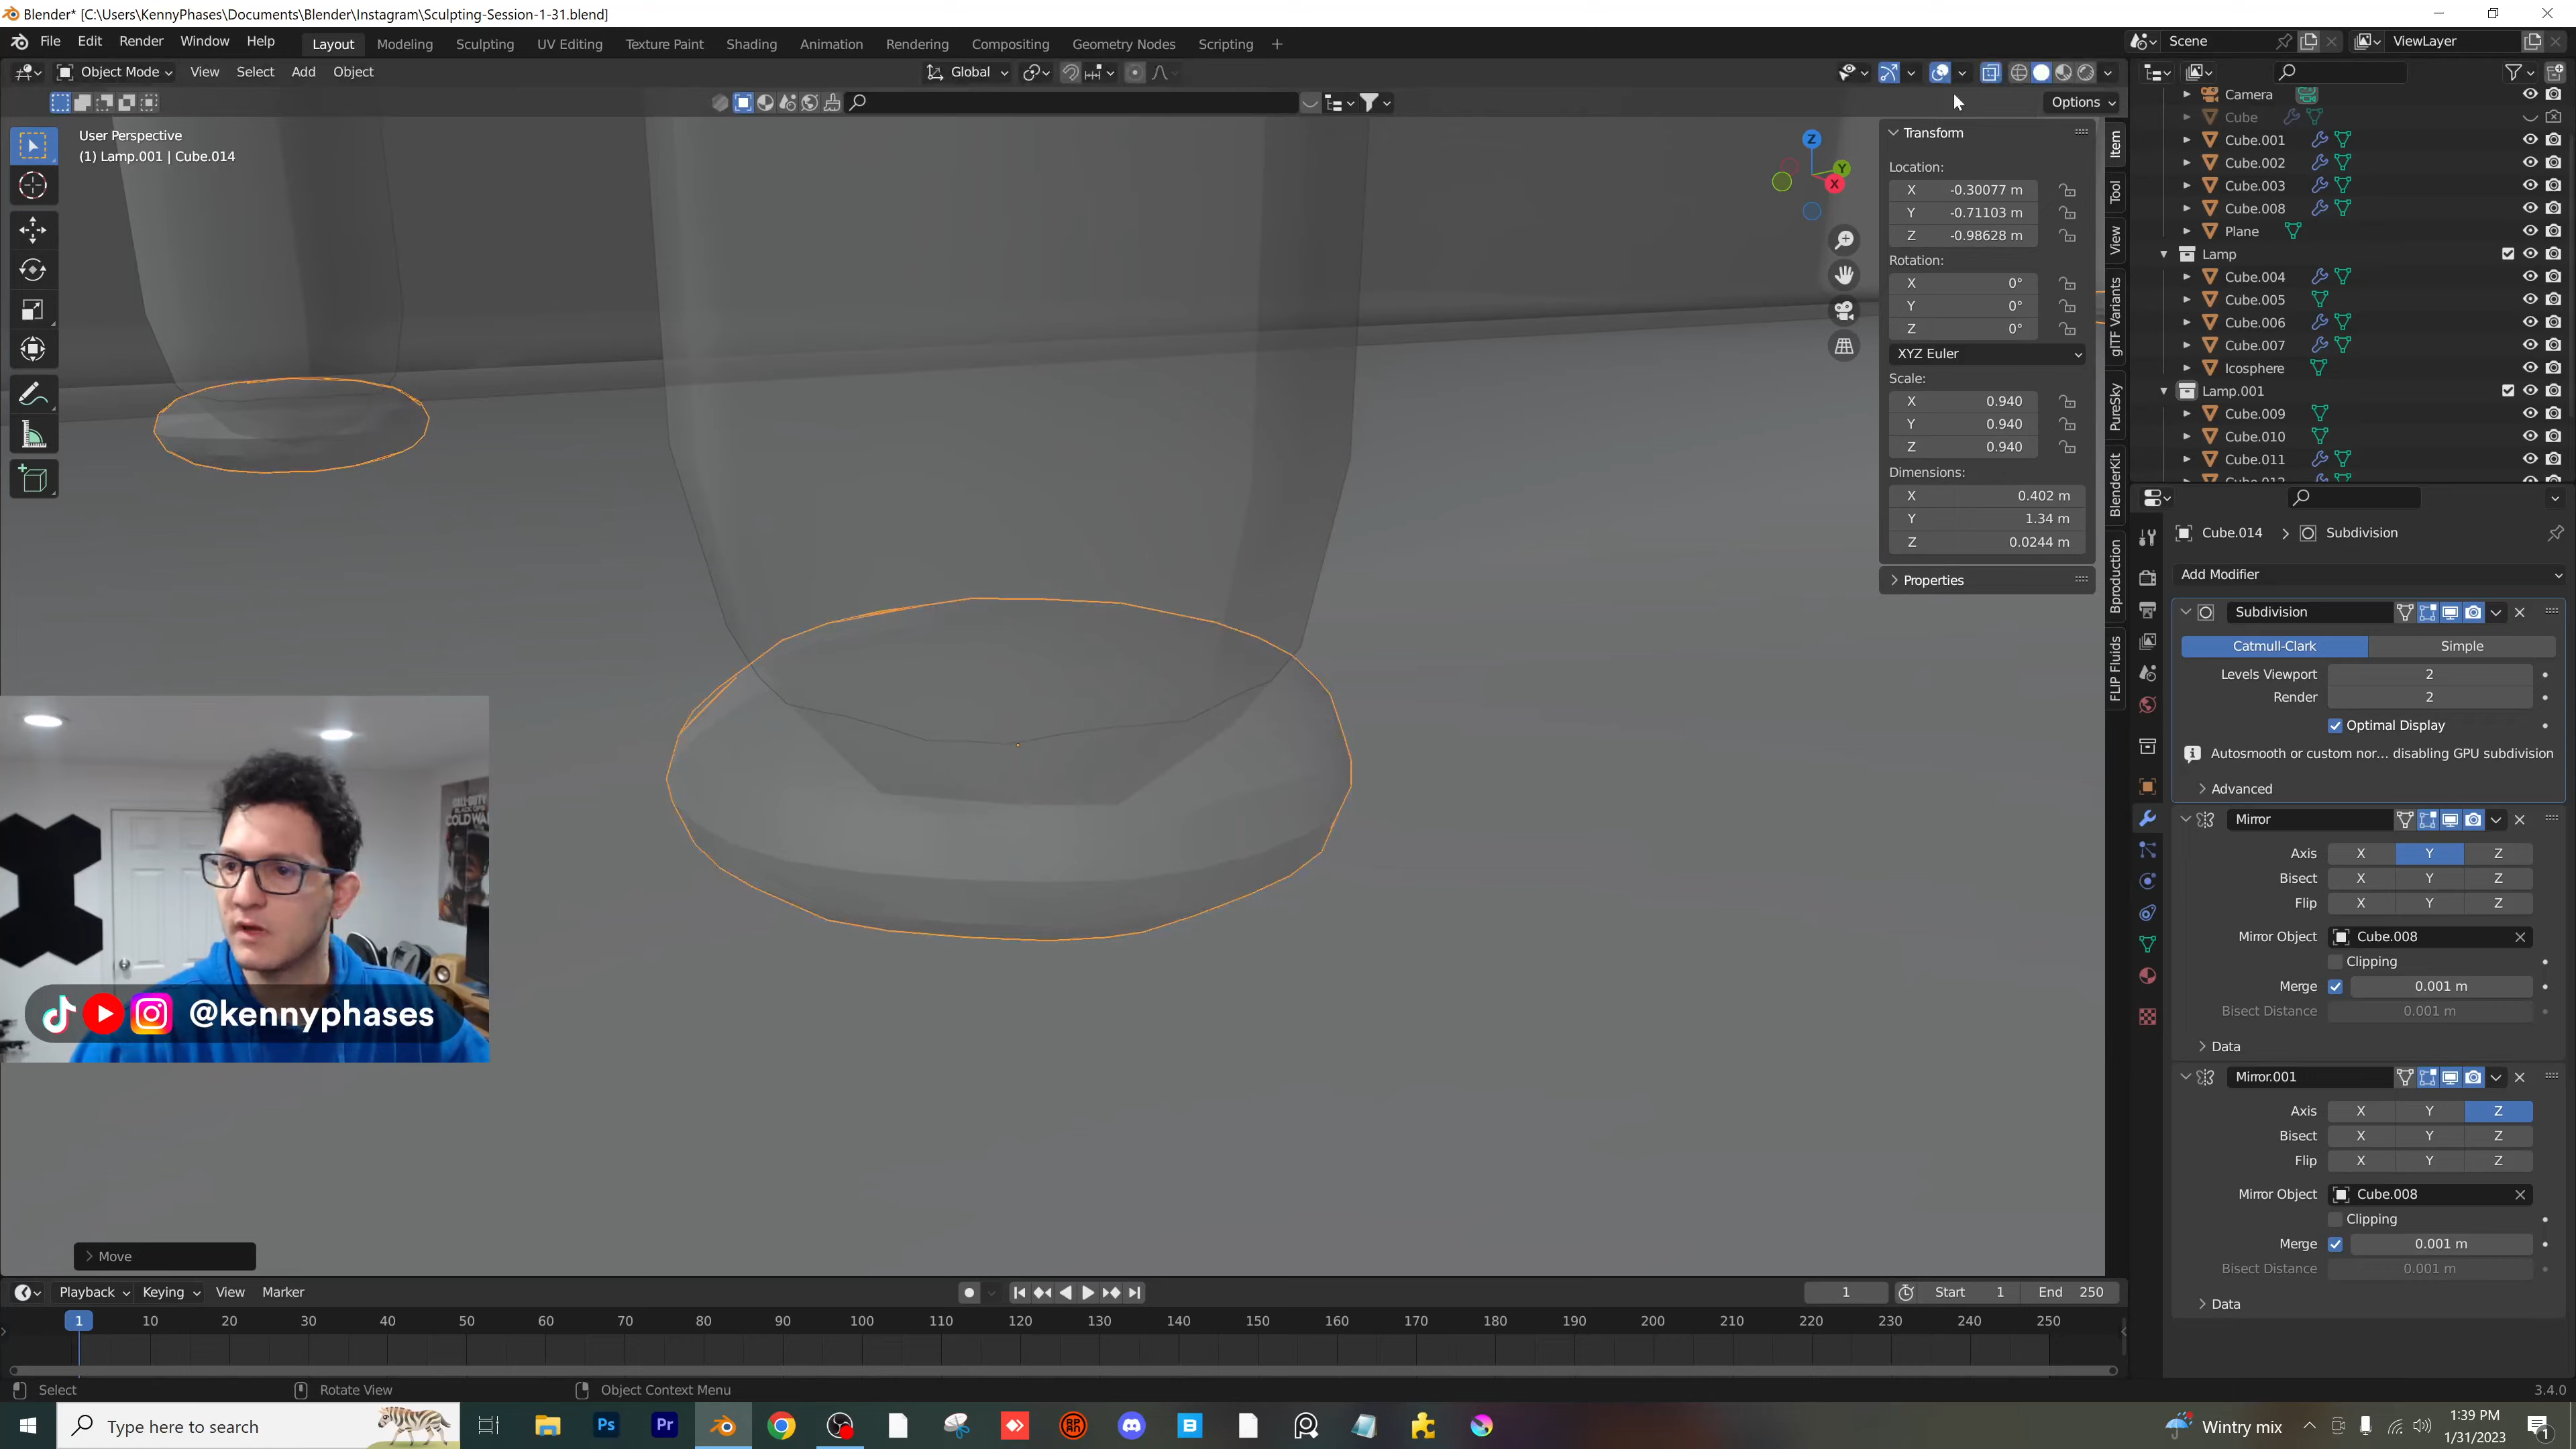 Blender* [C:\Users\KennyPhases\Documents\Blender\Instagram\Sculpting-Session-1-31.blend]
File Edit Render Window Help Layout Modeling Sculpting UV Editing Texture Paint Shading Animation Rendering Compositing Geometry Nodes Scripting + Scene ViewLayer
Object Mode View Select Add Object Global
Options
User Perspective
(1) Lamp.001 | Cube.014
Transform
Location:
X -0.30077 m
Y -0.71103 m
Z -0.98628 m
Rotation:
X 0°
Y 0°
Z 0°
XYZ Euler
Scale:
X 0.940
Y 0.940
Z 0.940
Dimensions:
X 0.402 m
Y 1.34 m
Z 0.0244 m
Properties
Z
Y
X
Item
Tool
View
glTF Variants
PureSky
BlenderKit
Bproduction
FLIP Fluids
Camera
Cube
Cube.001
Cube.002
Cube.003
Cube.008
Plane
Lamp
Cube.004
Cube.005
Cube.006
Cube.007
Icosphere
Lamp.001
Cube.009
Cube.010
Cube.011
Cube.012
Cube.014 > Subdivision
Add Modifier
Subdivision
Catmull-Clark Simple
Levels Viewport 2
Render 2
Optimal Display
Autosmooth or custom nor... disabling GPU subdivision
Advanced
Mirror
Axis X Y Z
Bisect X Y Z
Flip X Y Z
Mirror Object Cube.008
Clipping
Merge 0.001 m
Bisect Distance 0.001 m
Data
Mirror.001
Axis X Y Z
Bisect X Y Z
Flip X Y Z
Mirror Object Cube.008
Clipping
Merge 0.001 m
Bisect Distance 0.001 m
Data
COLD WAR
@kennyphases
Move
Playback Keying View Marker 1 Start 1 End 250
1 10 20 30 40 50 60 70 80 90 100 110 120 130 140 150 160 170 180 190 200 210 220 230 240 250
Select Rotate View Object Context Menu 3.4.0
Type here to search
Ps Pr
Wintry mix
1:39 PM
1/31/2023
1